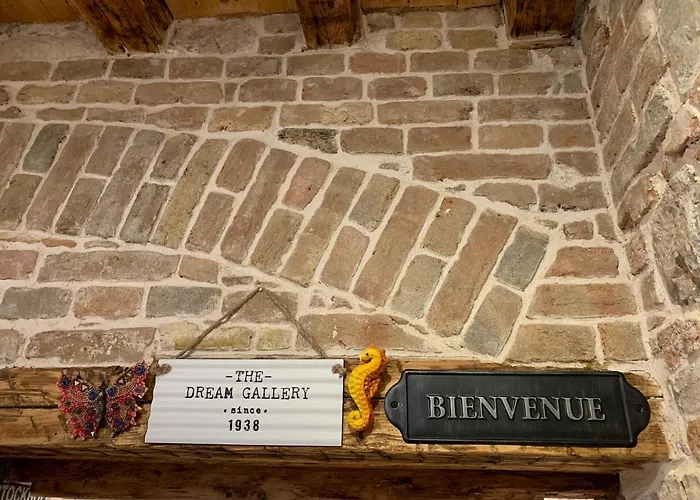 -THE-
DREAM GALLERY
• since •
1938
BIENVENUE